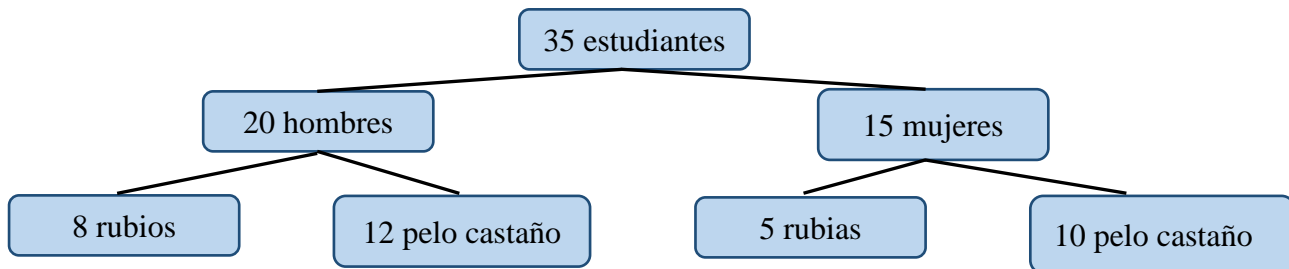 35 estudiantes
20 hombres
15 mujeres
8 rubios
12 pelo castaño
5 rubias
10 pelo castaño